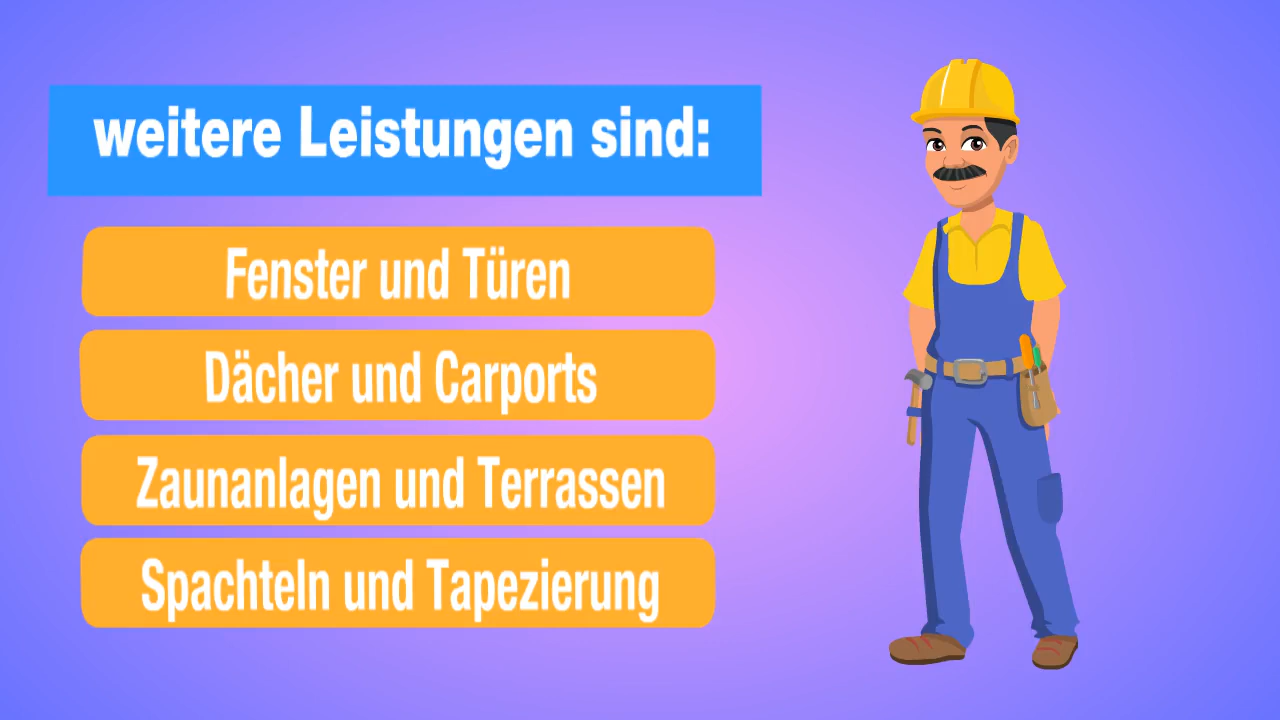 weitere Leistungen sind:
Fenster und Türen
Dächer und Carports
Zaunanlagen und Terrassen
Spachteln und Tapezierung